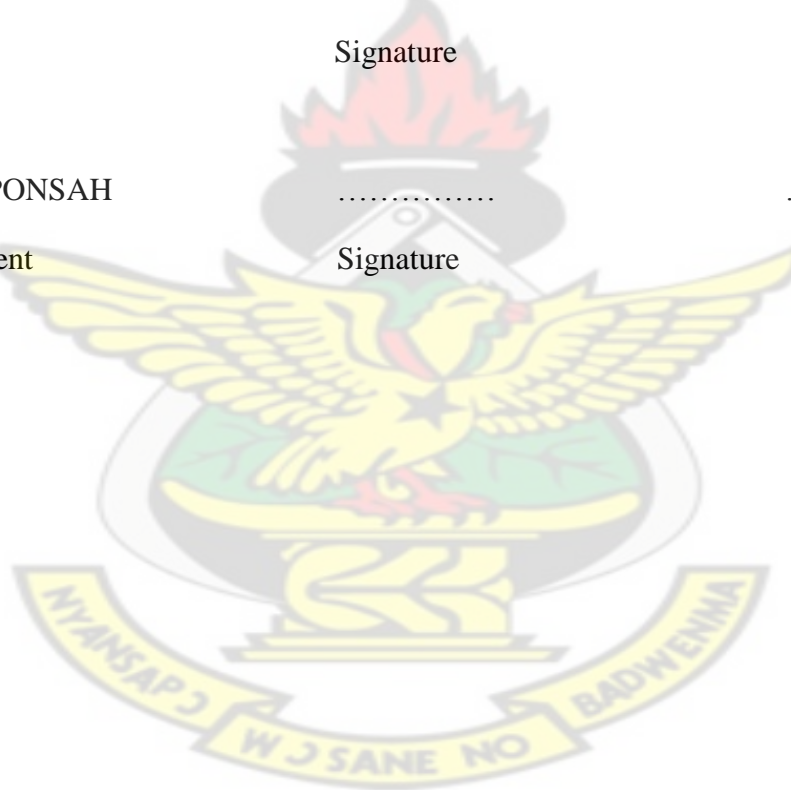 Signature
PONSAH …………… .
ent Signature
NYANSAPƆ WƆSANE NO BADWENMA